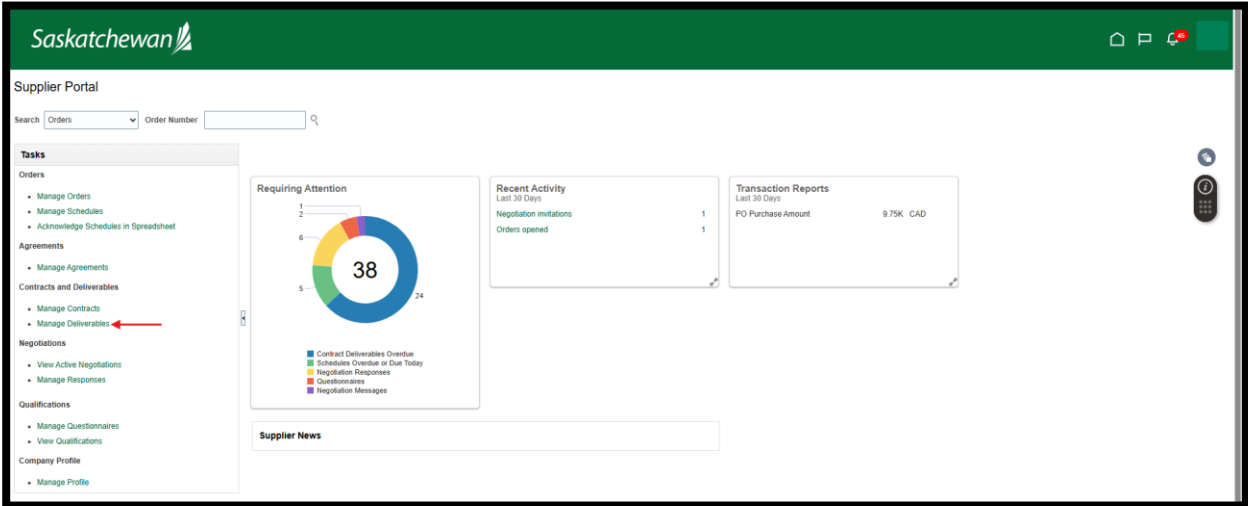 Saskatchewan
45
Supplier Portal
Search Orders Order Number
Tasks
Orders
Manage Orders
Manage Schedules
Acknowledge Schedules in Spreadsheet
Agreements
Manage Agreements
Contracts and Deliverables
Manage Contracts
Manage Deliverables
Negotiations
View Active Negotiations
Manage Responses
Qualifications
Manage Questionnaires
View Qualifications
Company Profile
Manage Profile
Requiring Attention
1
2
6
5
38
24
Contract Deliverables Overdue
Schedules Overdue or Due Today
Negotiation Responses
Questionnaires
Negotiation Messages
Recent Activity
Last 30 Days
Negotiation invitations 1
Orders opened 1
Transaction Reports
Last 30 Days
PO Purchase Amount 9.75K CAD
Supplier News
i